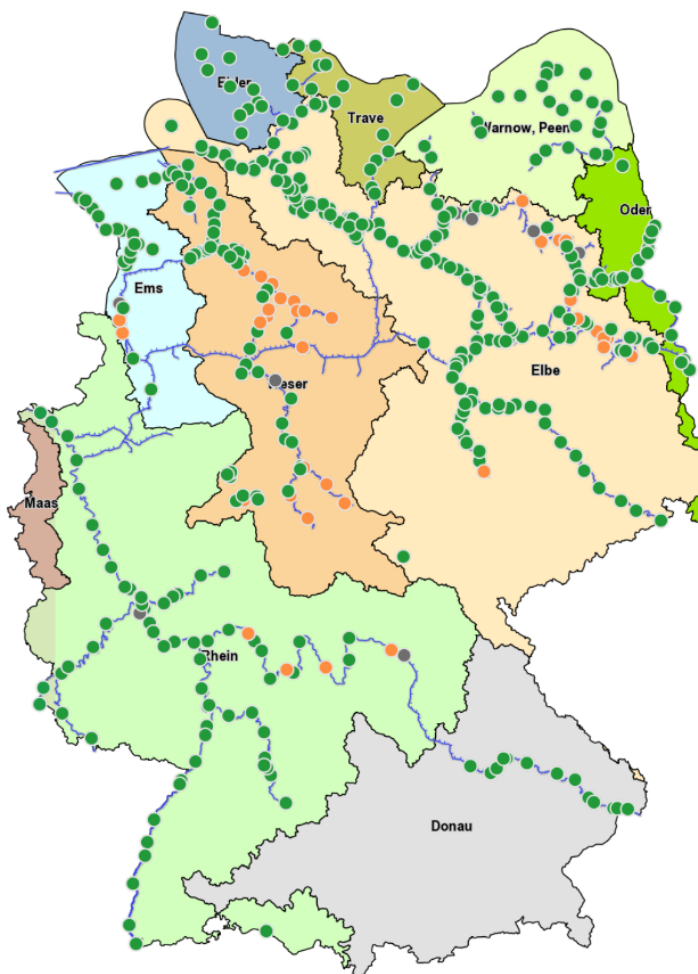 Eider
Trave
Warnow, Peene
Oder
Ems
Weser
Elbe
Maas
Rhein
Donau